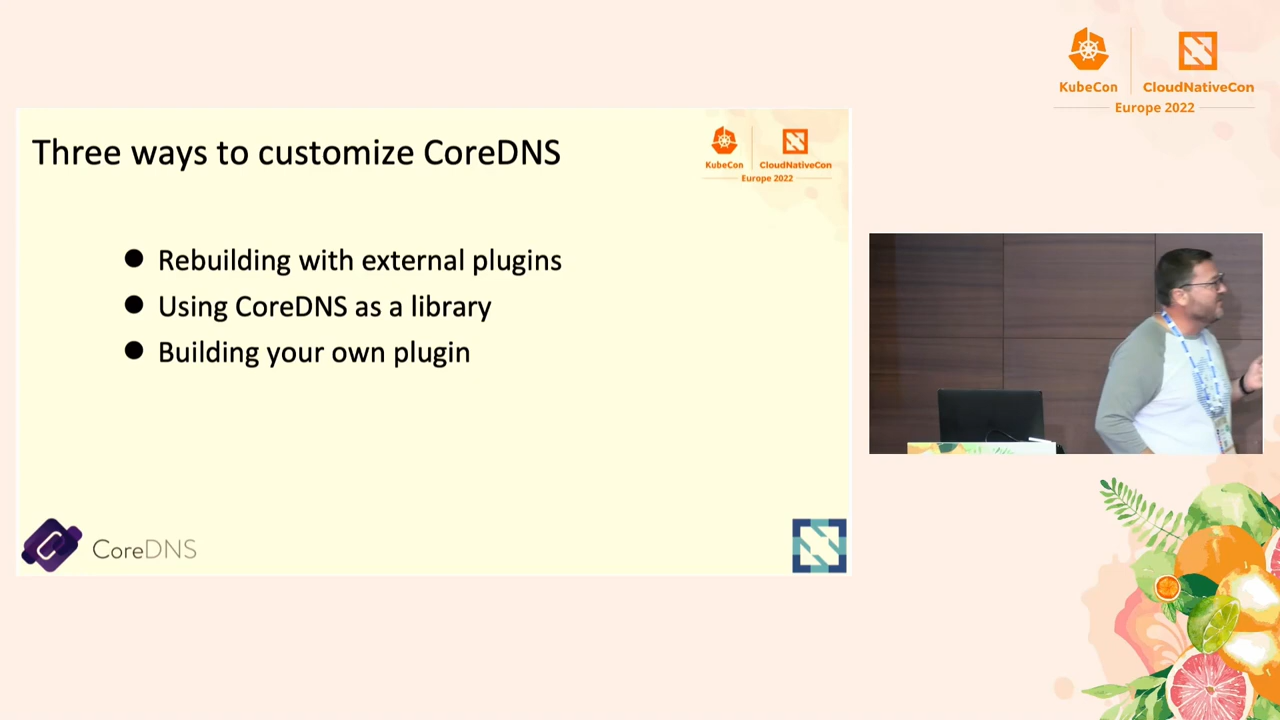 KubeCon
CloudNativeCon
Europe 2022
Three ways to customize CoreDNS
KubeCon
CloudNativeCon
Europe 2022
● Rebuilding with external plugins
● Using CoreDNS as a library
● Building your own plugin
CoreDNS